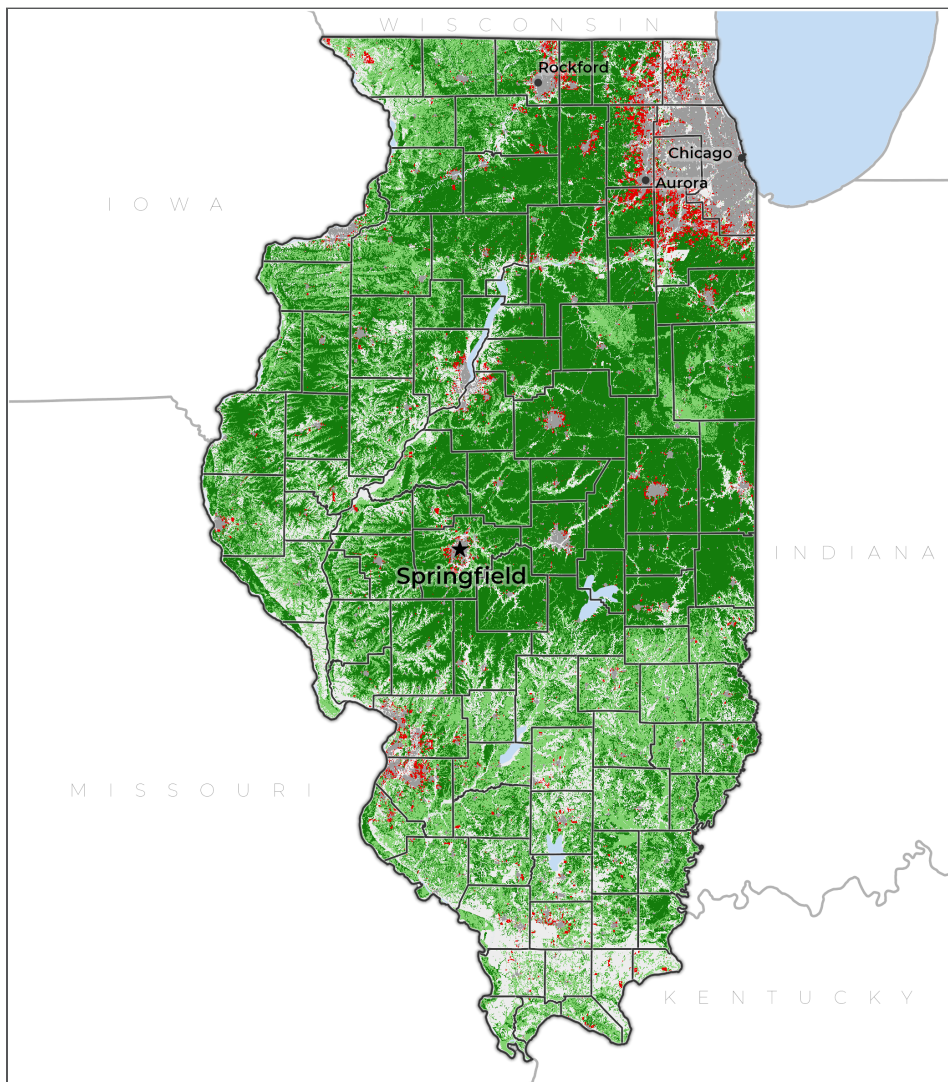 WISCONSIN
Rockford
Chicago
Aurora
IOWA
INDIANA
Springfield
MISSOURI
KENTUCKY